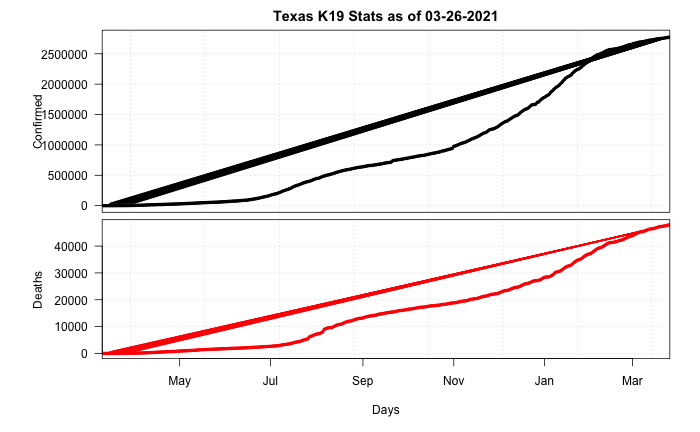 Texas K19 Stats as of 03-26-2021
Confirmed
2500000
2000000
1500000
1000000
500000
0
Deaths
40000
30000
20000
10000
0
May Jul Sep Nov Jan Mar
Days